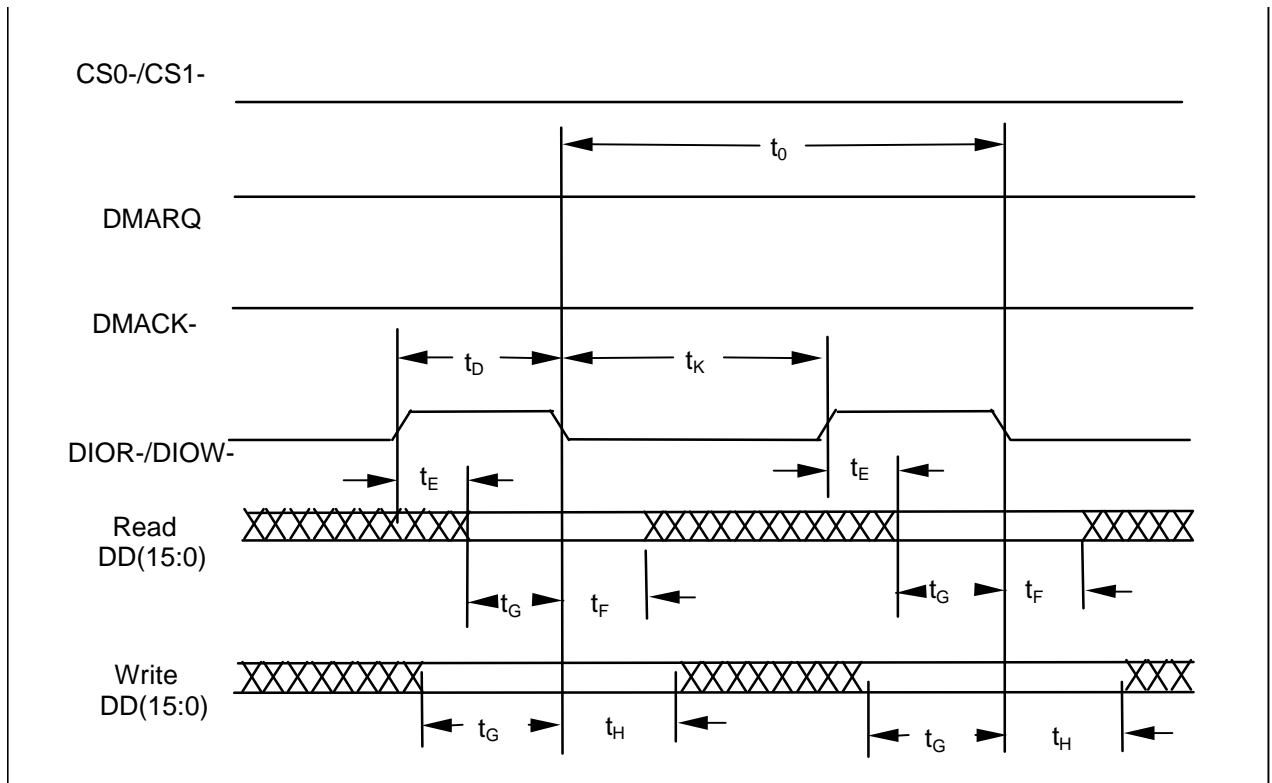 CS0-/CS1-
t0
DMARQ
DMACK-
tD
tK
DIOR-/DIOW-
tE
tE
Read
DD(15:0)
tG
tF
tG
tF
Write
DD(15:0)
tG
tH
tG
tH